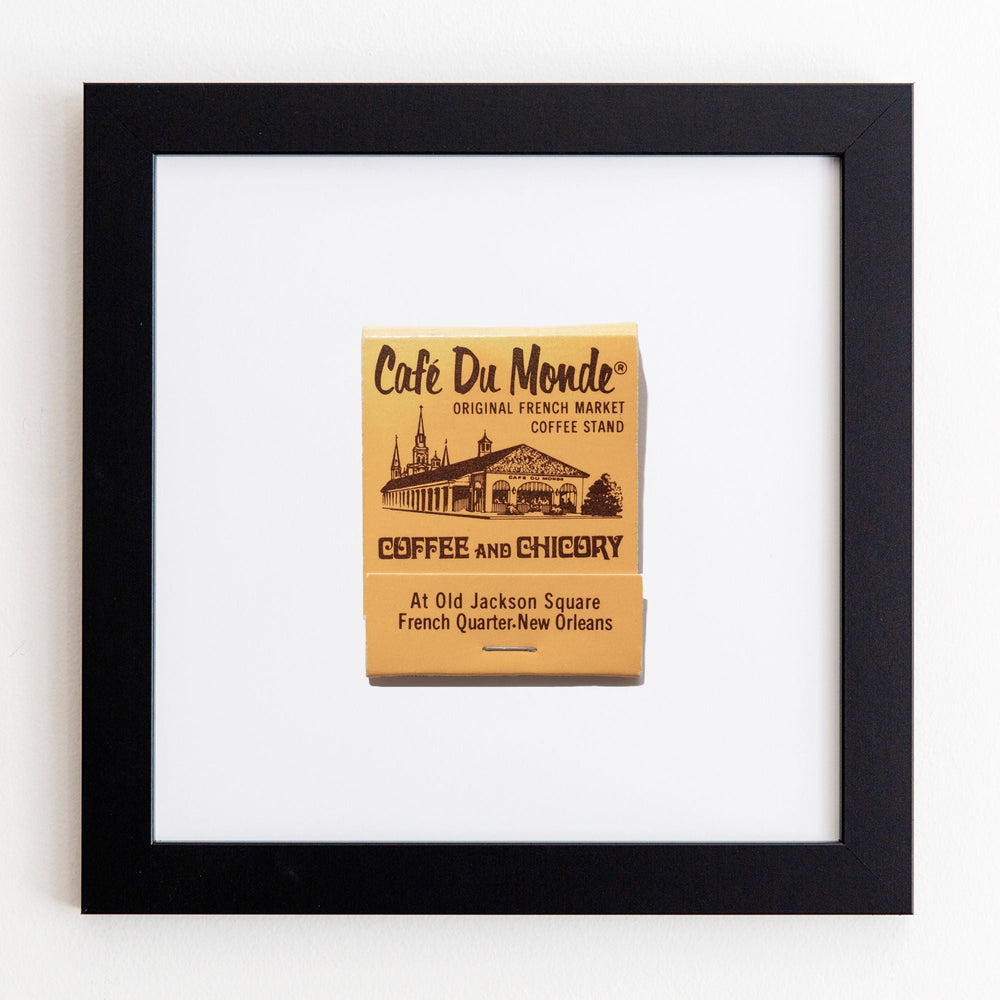 Café Du Monde®
ORIGINAL FRENCH MARKET
COFFEE STAND
CAFE DU MONDE
COFFEE AND CHICORY
At Old Jackson Square
French Quarter•New Orleans